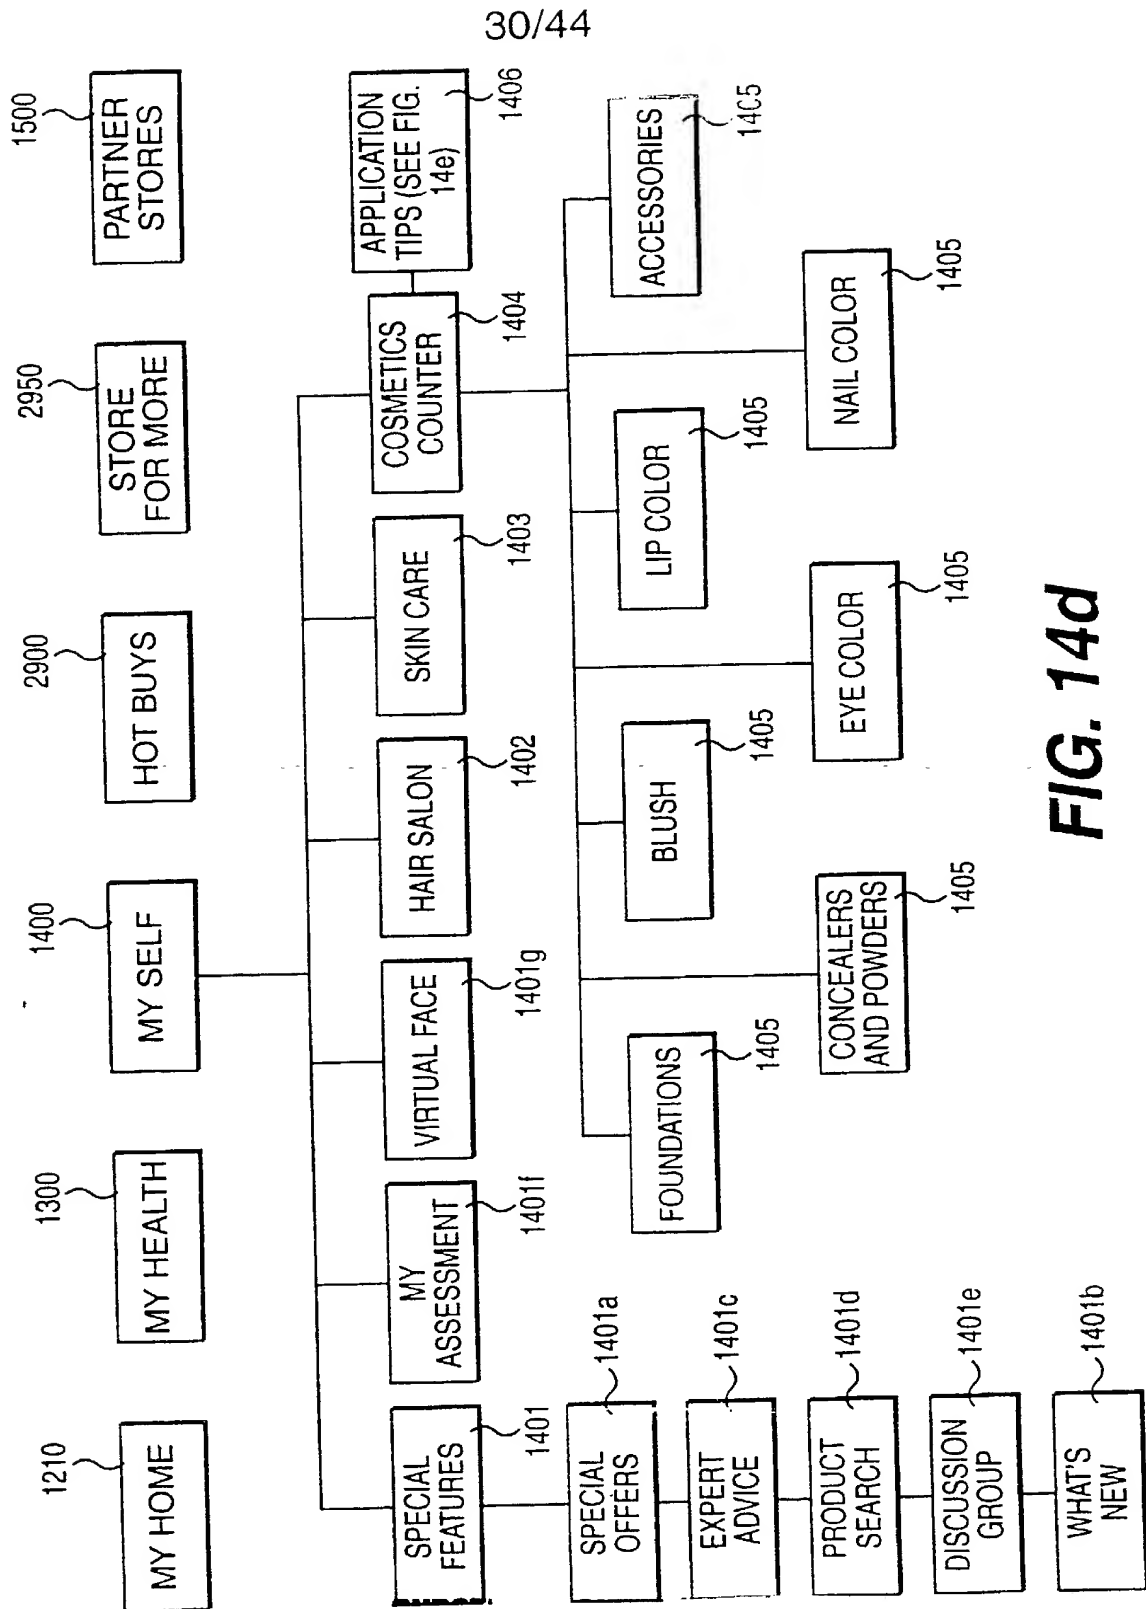 30/44
1210
MY HOME
1300
MY HEALTH
1400
MY SELF
2900
HOT BUYS
2950
STORE
FOR MORE
1500
PARTNER
STORES
SPECIAL
FEATURES
1401
MY
ASSESSMENT
1401f
VIRTUAL FACE
1401g
HAIR SALON
1402
SKIN CARE
1403
COSMETICS
COUNTER
1404
APPLICATION
TIPS (SEE FIG.
14e)
1406
SPECIAL
OFFERS
1401a
EXPERT
ADVICE
1401c
PRODUCT
SEARCH
1401d
DISCUSSION
GROUP
1401e
WHAT'S
NEW
1401b
FOUNDATIONS
1405
BLUSH
1405
LIP COLOR
1405
ACCESSORIES
14C5
CONCEALERS
AND POWDERS
1405
EYE COLOR
1405
NAIL COLOR
1405
FIG. 14d